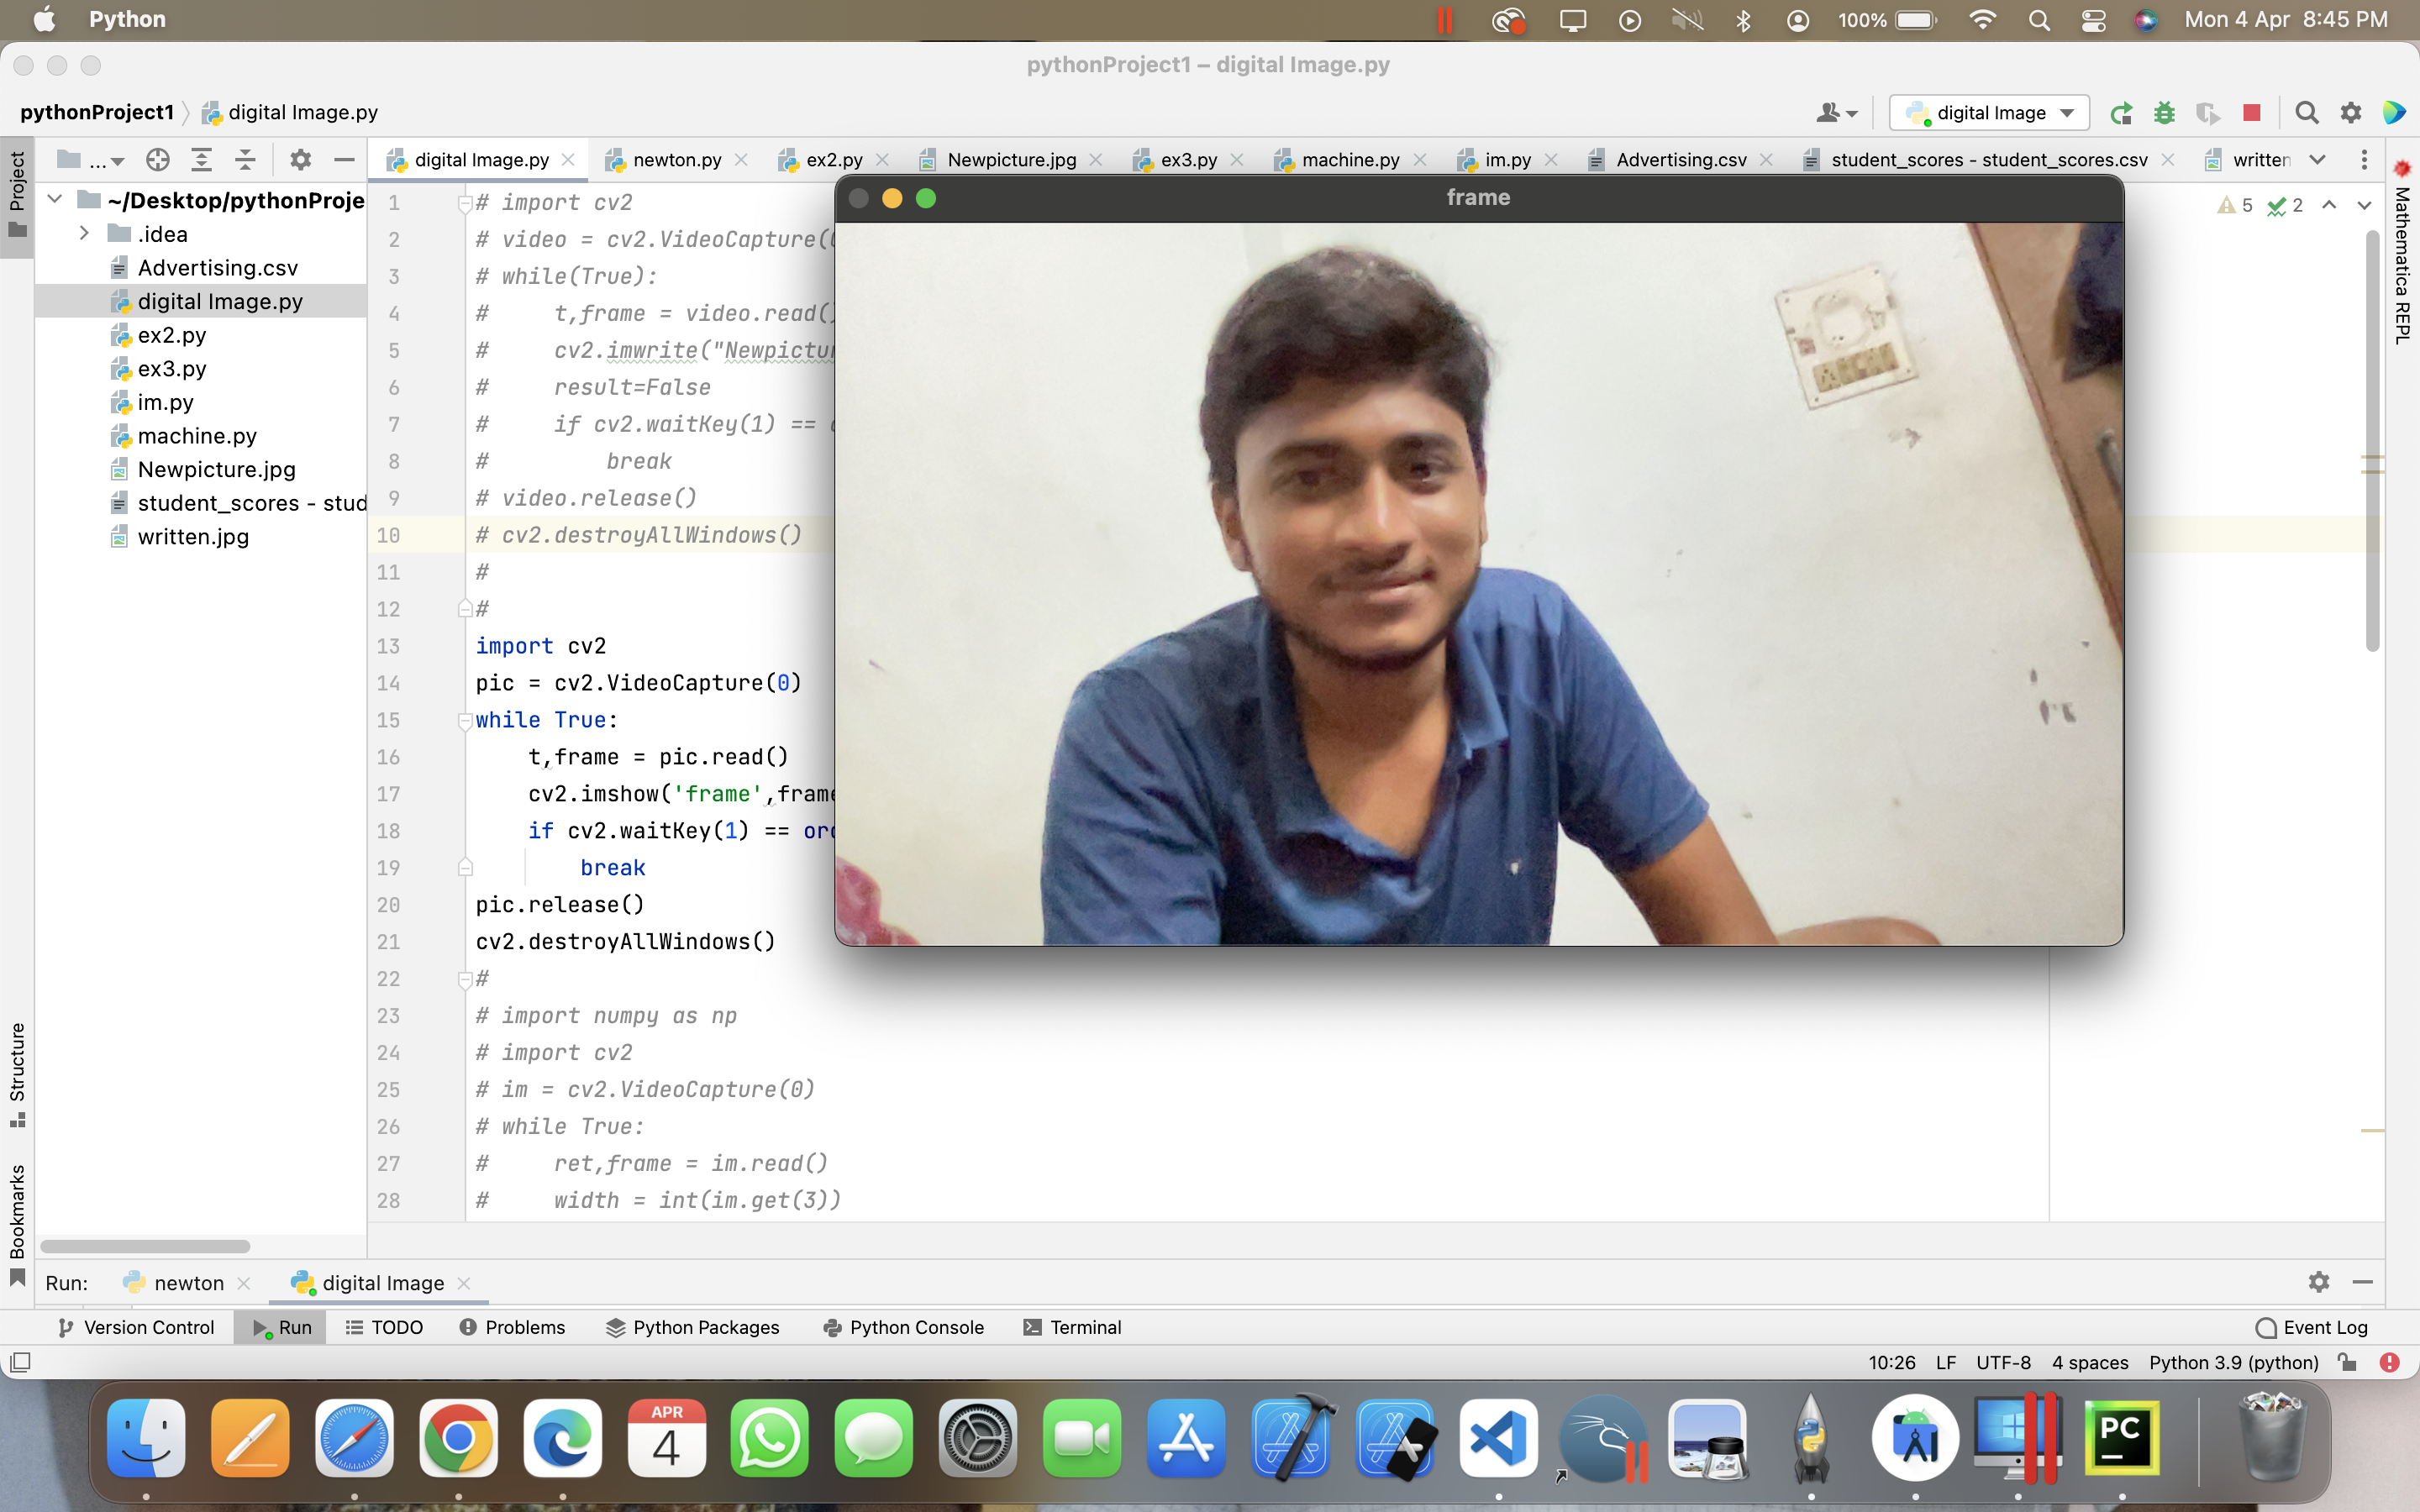 Python
100%
Mon 4 Apr 8:45 PM
pythonProject1 – digital Image.py
pythonProject1
digital Image.py
digital Image
Project
...
digital Image.py
newton.py
ex2.py
Newpicture.jpg
ex3.py
machine.py
im.py
Advertising.csv
student_scores - student_scores.csv
~/Desktop/pythonProje
.idea
Advertising.csv
digital Image.py
ex2.py
ex3.py
im.py
machine.py
Newpicture.jpg
student_scores - stud
written.jpg
1 # import cv2
2 # video = cv2.VideoCapture(
3 # while(True):
4 #     t,frame = video.read()
5 #     cv2.imwrite("Newpictur
6 #     result=False
7 #     if cv2.waitKey(1) ==
8 #         break
9 # video.release()
10 # cv2.destroyAllWindows()
11 #
12 #
13 import cv2
14 pic = cv2.VideoCapture(0)
15 while True:
16     t,frame = pic.read()
17     cv2.imshow('frame',frame
18     if cv2.waitKey(1) == ord
19         break
20 pic.release()
21 cv2.destroyAllWindows()
22 #
23 # import numpy as np
24 # import cv2
25 # im = cv2.VideoCapture(0)
26 # while True:
27 #     ret,frame = im.read()
28 #     width = int(im.get(3))
frame
5
2
Mathematica REPL
Structure
Bookmarks
Run:
newton
digital Image
Version Control
Run
TODO
Problems
Python Packages
Python Console
Terminal
Event Log
10:26
LF
UTF-8
4 spaces
Python 3.9 (python)
APR
4
PC